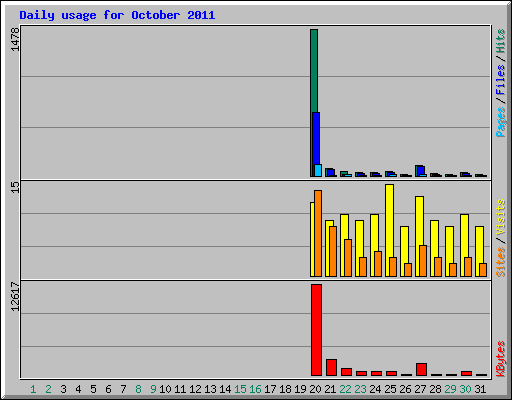 Daily usage for October 2011
1478
Pages / Files / Hits
15
Sites / Visits
12617
KBytes
1 2 3 4 5 6 7 8 9 10 11 12 13 14 15 16 17 18 19 20 21 22 23 24 25 26 27 28 29 30 31